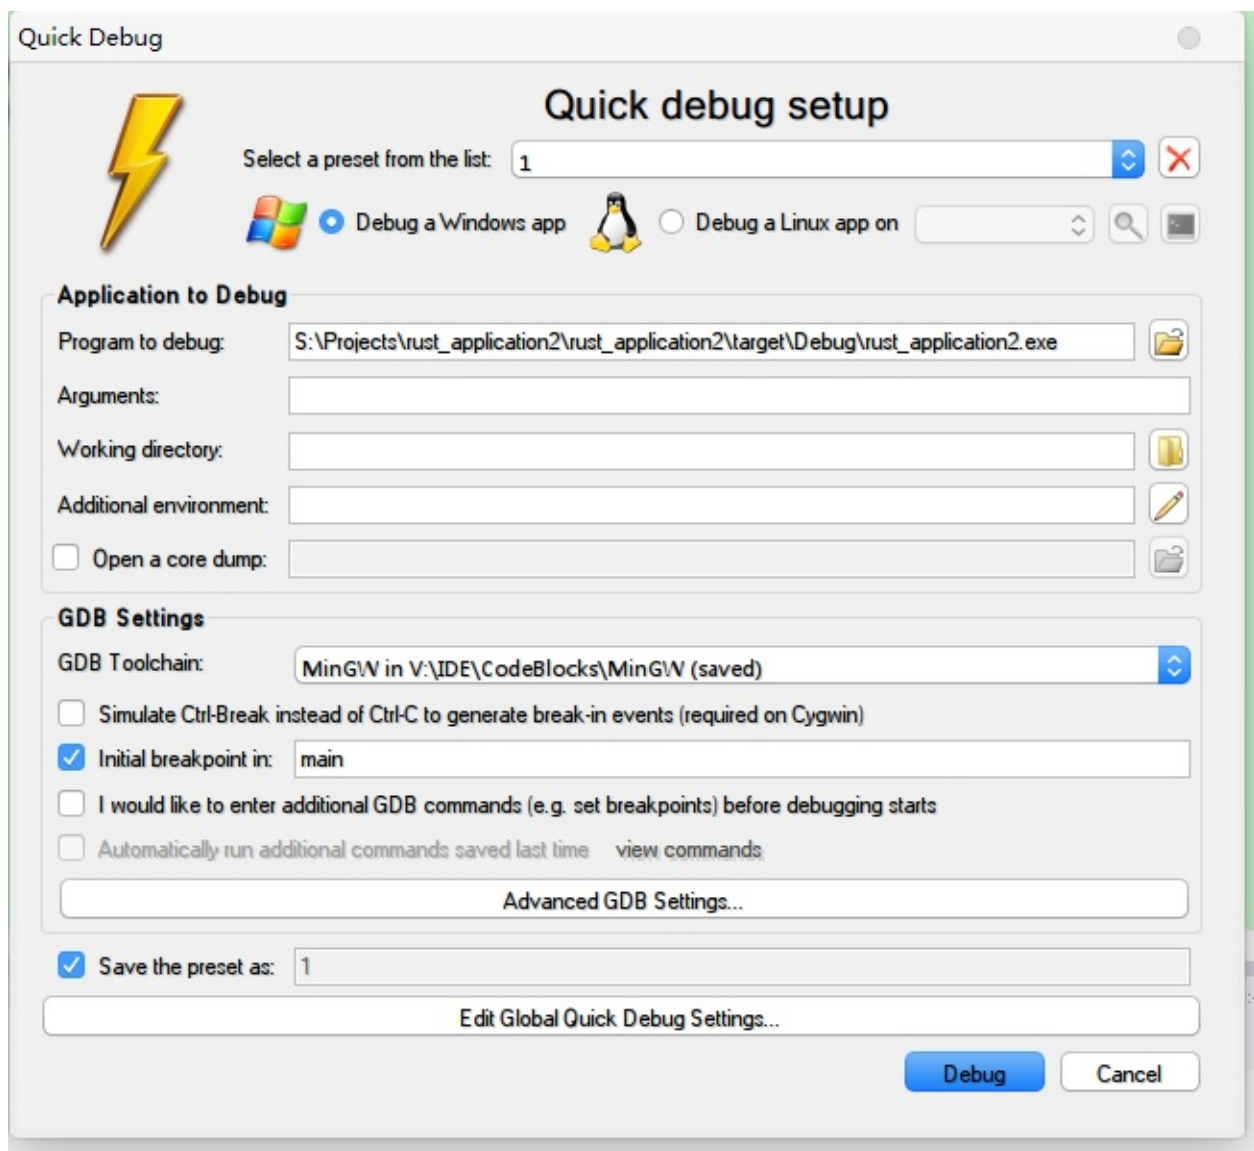 Quick Debug
Quick debug setup
Select a preset from the list: 1
Debug a Windows app Debug a Linux app on
Application to Debug
Program to debug: S:\Projects\rust_application2\rust_application2\target\Debug\rust_application2.exe
Arguments:
Working directory:
Additional environment:
Open a core dump:
GDB Settings
GDB Toolchain: MinGW in V:\IDE\CodeBlocks\MinGW (saved)
Simulate Ctrl-Break instead of Ctrl-C to generate break-in events (required on Cygwin)
Initial breakpoint in: main
I would like to enter additional GDB commands (e.g. set breakpoints) before debugging starts
Automatically run additional commands saved last time view commands
Advanced GDB Settings...
Save the preset as: 1
Edit Global Quick Debug Settings...
Debug Cancel